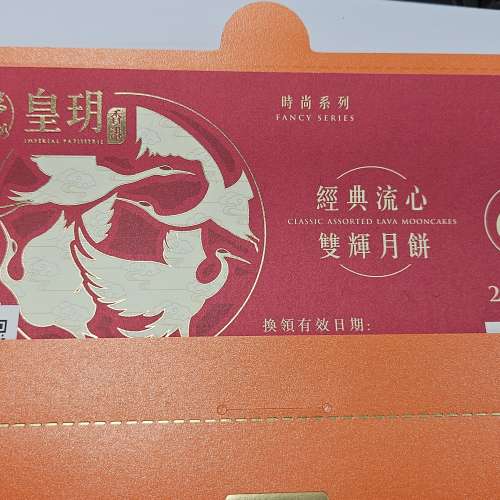 皇玥
IMPERIAL PATISSERIE
時尚系列
FANCY SERIES
經典流心
CLASSIC ASSORTED LAVA MOONCAKES
雙輝月餅
2
換領有效日期: